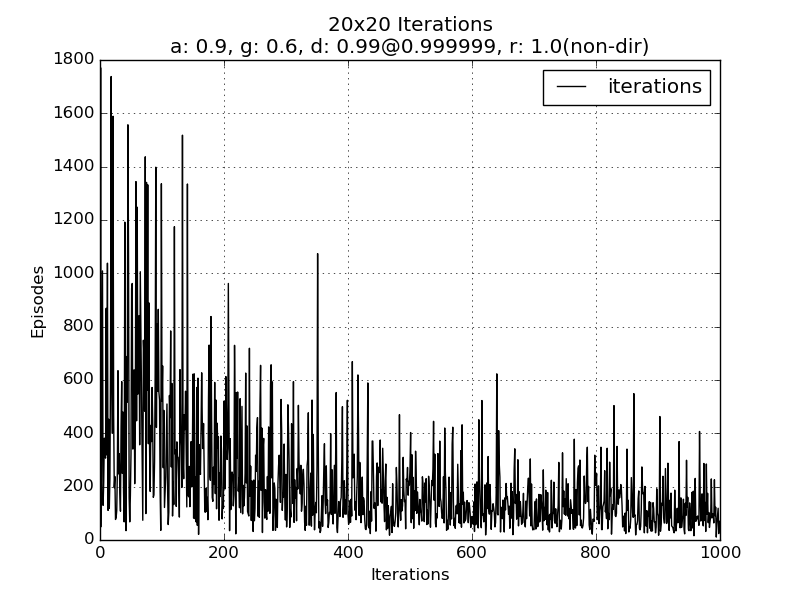 20x20 Iterations
a: 0.9, g: 0.6, d: 0.99@0.999999, r: 1.0(non-dir)
1800
iterations
1600
1400
1200
1000
Episodes
800
600
400
200
0
0 200 400 600 800 1000
Iterations